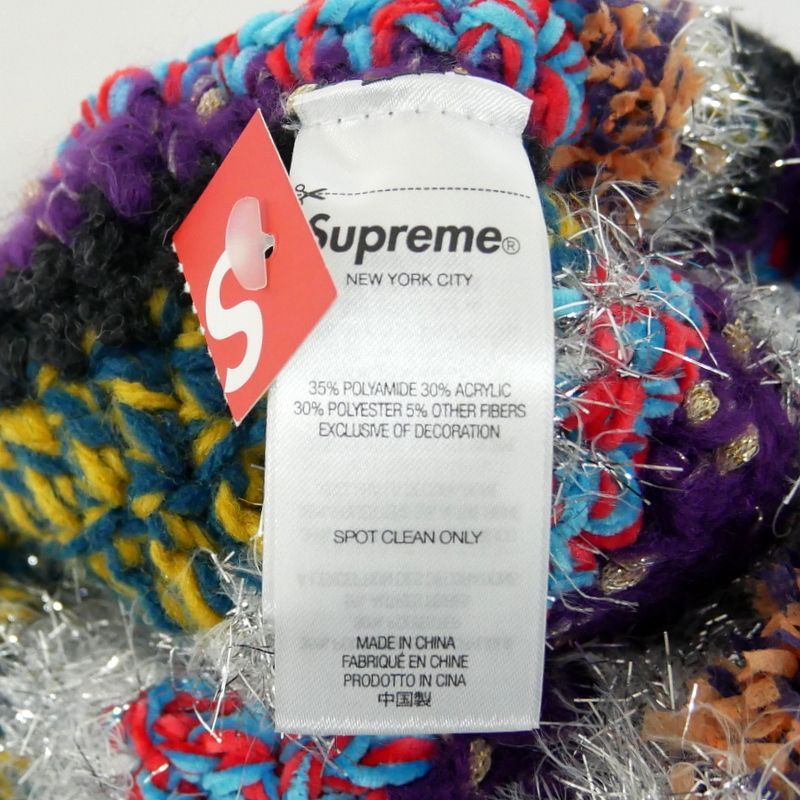 Supreme®
NEW YORK CITY
S
35% POLYAMIDE 30% ACRYLIC
30% POLYESTER 5% OTHER FIBERS
EXCLUSIVE OF DECORATION
SPOT CLEAN ONLY
MADE IN CHINA
FABRIQUÉ EN CHINE
PRODOTTO IN CINA
中国製